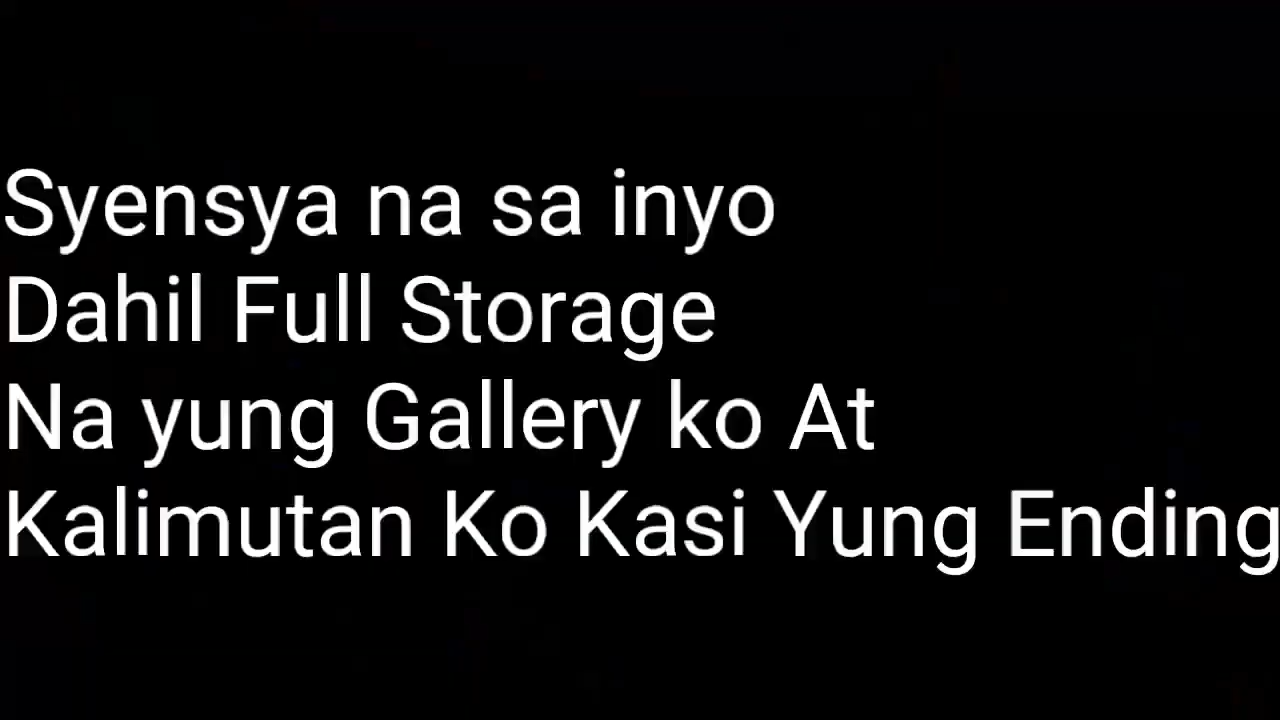 Syensya na sa inyo
Dahil Full Storage
Na yung Gallery ko At
Kalimutan Ko Kasi Yung Ending